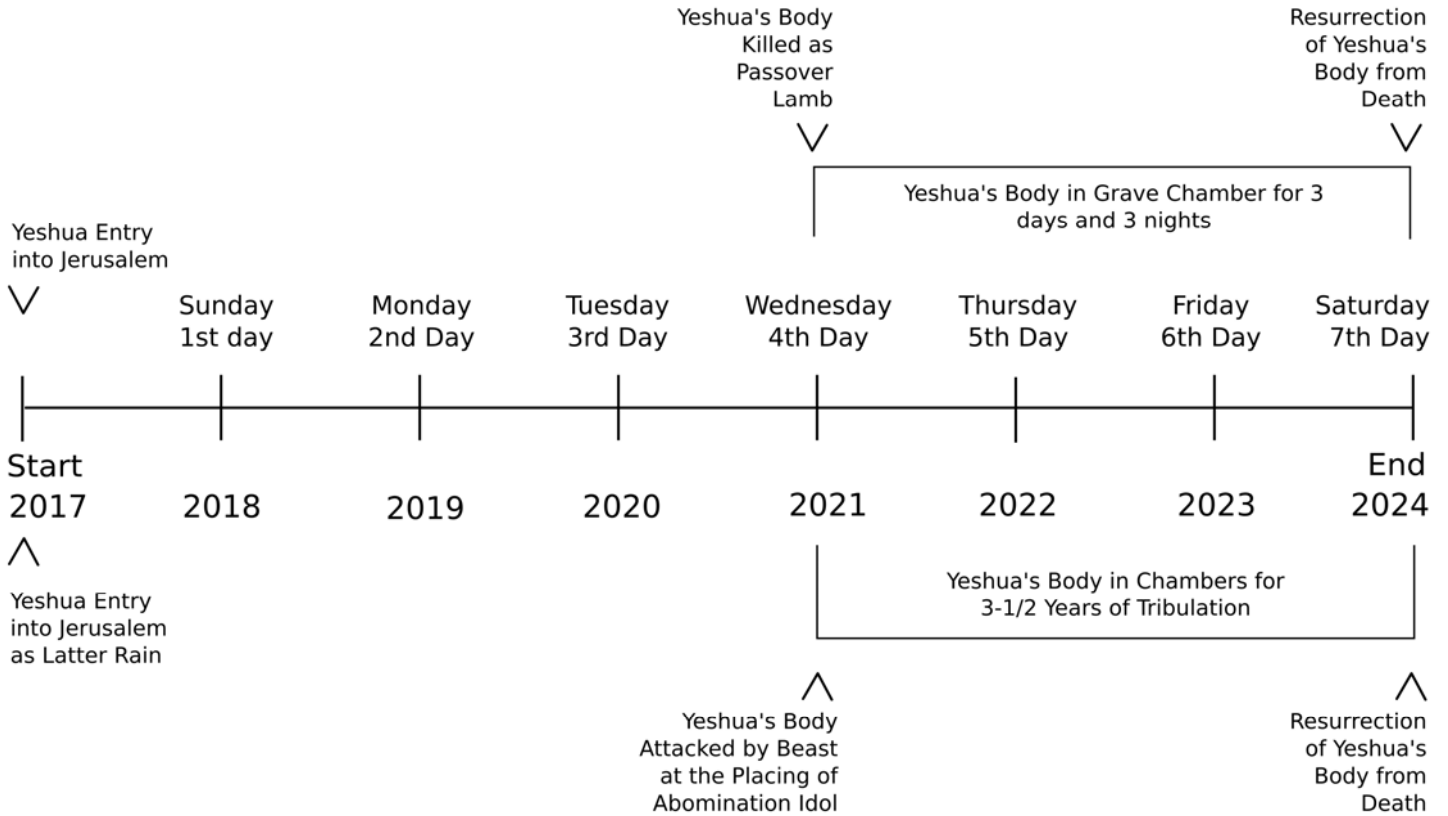 Yeshua's Body
Killed as
Passover
Lamb
Resurrection
of Yeshua's
Body from
Death
Yeshua's Body in Grave Chamber for 3
days and 3 nights
Yeshua Entry
into Jerusalem
Sunday
1st day
Monday
2nd Day
Tuesday
3rd Day
Wednesday
4th Day
Thursday
5th Day
Friday
6th Day
Saturday
7th Day
Start
2017
2018
2019
2020
2021
2022
2023
End
2024
Yeshua Entry
into Jerusalem
as Latter Rain
Yeshua's Body in Chambers for
3-1/2 Years of Tribulation
Yeshua's Body
Attacked by Beast
at the Placing of
Abomination Idol
Resurrection
of Yeshua's
Body from
Death